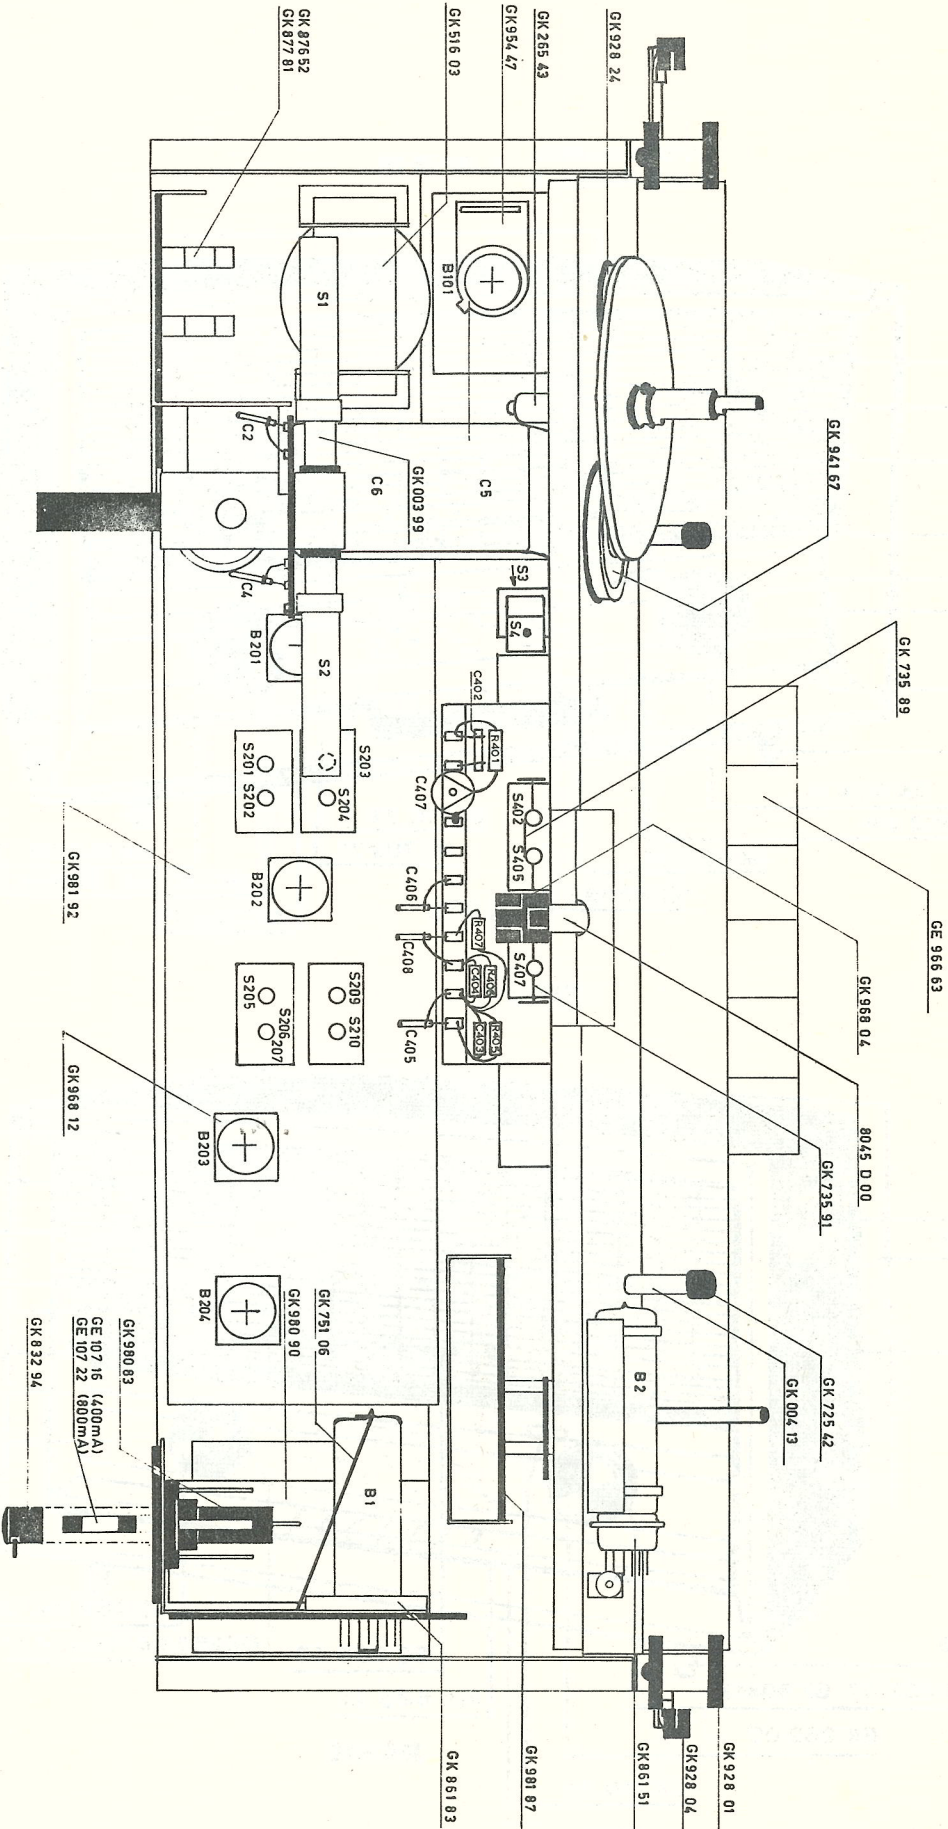 GE 966 63
GK 735 89
GK 968 04
8045 D 00
GK 941 67
GK 735 91
GK 725 42
GK 004 13
GK 928 01
GK 928 04
B2
GK 861 51
GK 928 24
GK 265 43
GK 981 87
GK 954 47
S3
S4
S402
S405
S407
R401
R406
R405
C402
R407
C404
C403
C5
B101
GK 516 03
GK 861 83
C407
C406
C408
C405
GK 003 99
C6
B1
S203
S1
S2
S204
S209
S210
GK 751 06
GK 876 52
GK 877 81
GK 980 90
S206
207
B202
B201
C2
C4
S201
S202
S205
B203
B204
GK 980 83
GE 107 16 (400mA)
GE 107 22 (800mA)
GK 981 92
GK 968 12
GK 832 94